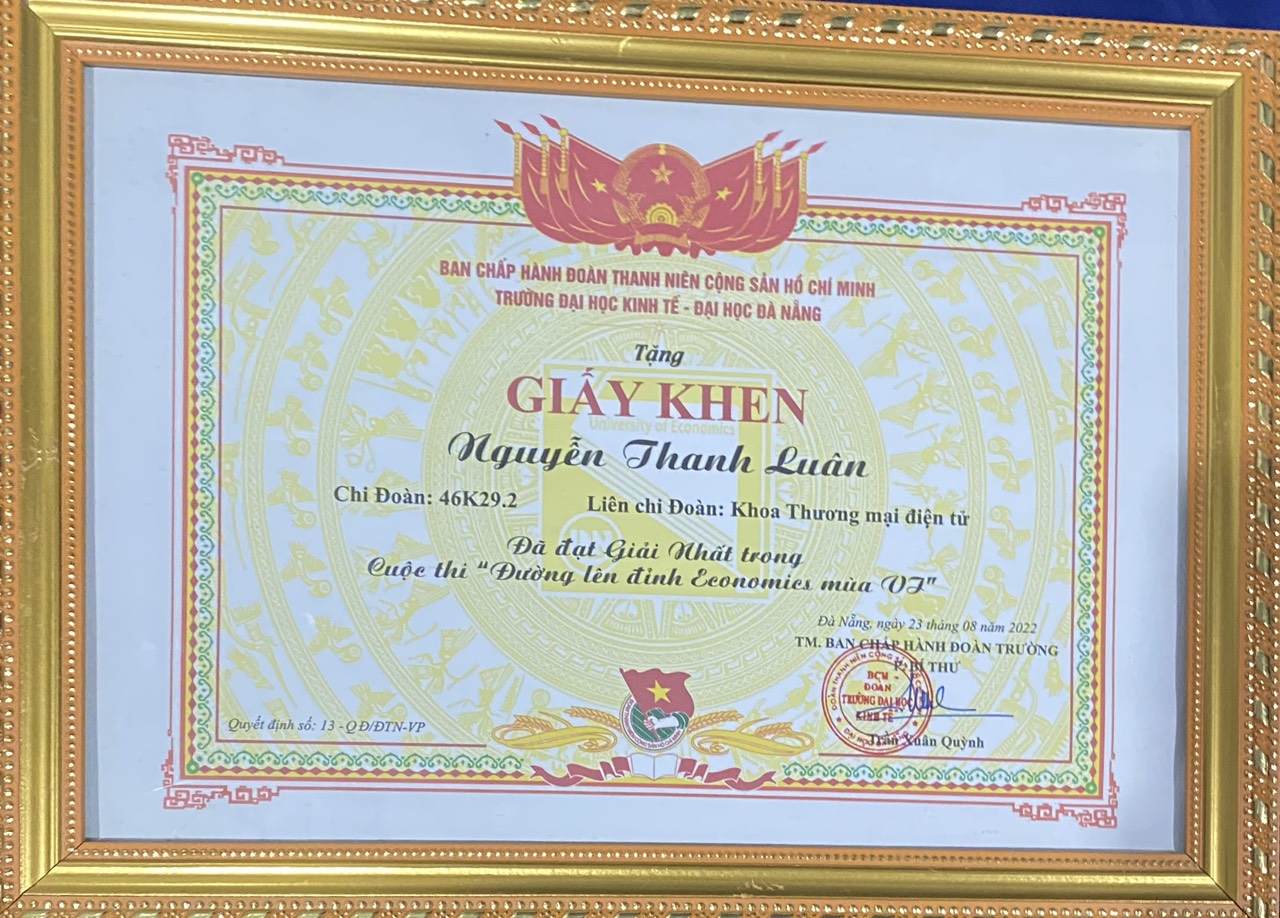 BAN CHẤP HÀNH ĐOÀN THANH NIÊN CỘNG SẢN HỒ CHÍ MINH
TRƯỜNG ĐẠI HỌC KINH TẾ - ĐẠI HỌC ĐÀ NẴNG
Tặng
GIẤY KHEN
University of Economics
Nguyễn Thanh Luân
Chi Đoàn: 46K29.2 Liên chi Đoàn: Khoa Thương mại điện tử
Đã đạt Giải Nhất trong
Cuộc thi “Đường lên đỉnh Economics mùa VI”
Đà Nẵng, ngày 23 tháng 08 năm 2022
TM. BAN CHẤP HÀNH ĐOÀN TRƯỜNG
P. BÍ THƯ
BCH
ĐOÀN
TRƯỜNG ĐẠI HỌC
KINH TẾ
Trần Xuân Quỳnh
Quyết định số: 13 - QĐ/ĐTN-VP